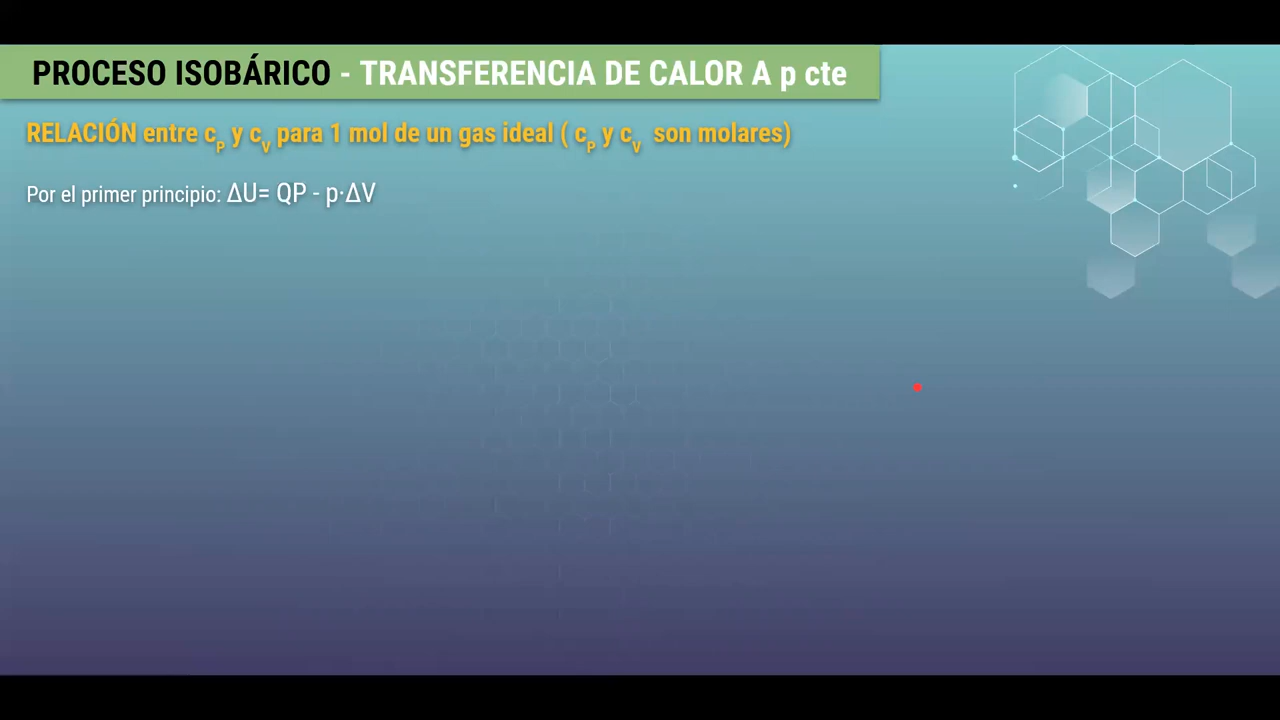 PROCESO ISOBÁRICO - TRANSFERENCIA DE CALOR A p cte
RELACIÓN entre cP y cV para 1 mol de un gas ideal ( cP y cV son molares)
Por el primer principio: ΔU= QP - p·ΔV